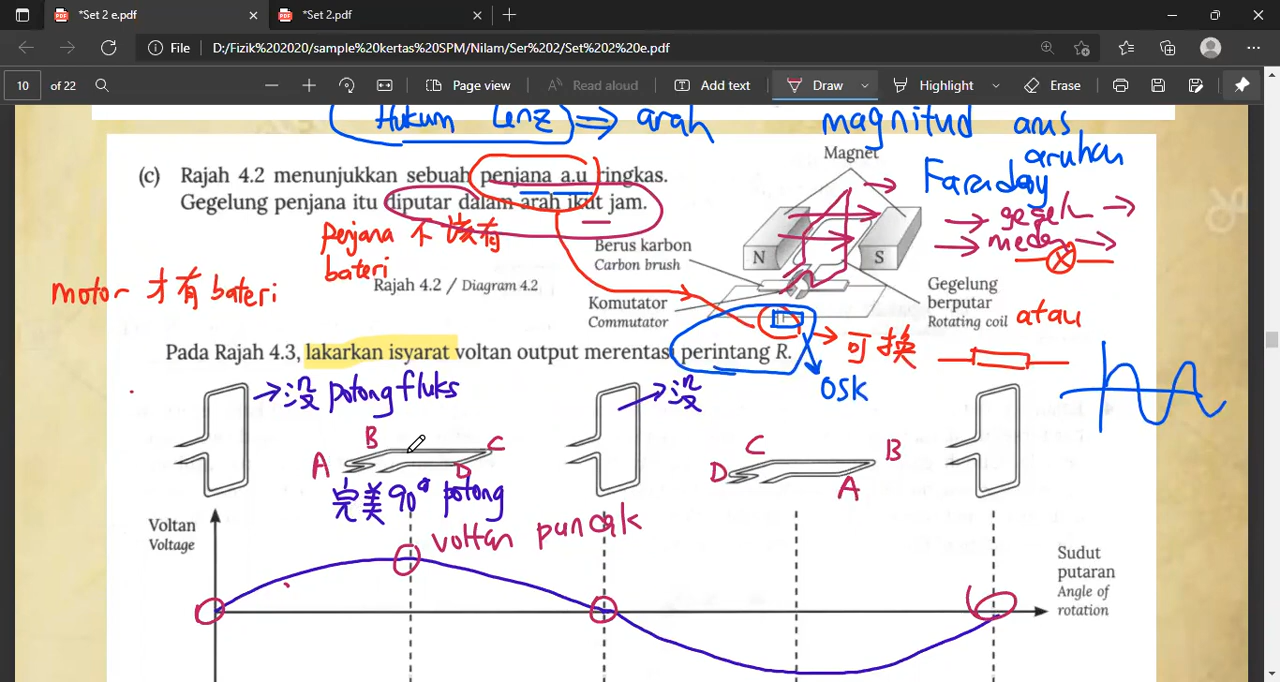 *Set 2 e.pdf
*Set 2.pdf
File
D:/Fizik%202020/sample%20kertas%20SPM/Nilam/Ser%202/Set%202%20e.pdf
10 of 22
Page view
Read aloud
Add text
Draw
Highlight
Erase
Hukum Lenz ⇒ arah
magnitud arus
aruhan
Faraday
(c) Rajah 4.2 menunjukkan sebuah penjana a.u ringkas.
Gegelung penjana itu diputar dalam arah ikut jam.
penjana 不该有
bateri
motor 才有 bateri
Rajah 4.2 / Diagram 4.2
Magnet
N
S
Berus karbon
Carbon brush
Komutator
Commutator
Gegelung
berputar
Rotating coil
→ gesek →
→ medan →
atau
→ 可换
OSK
Pada Rajah 4.3, lakarkan isyarat voltan output merentas perintang R.
→ 没 potong fluks
→ 没
A
B
C
D
完美 90° potong
D
C
B
A
voltan puncak
Voltan
Voltage
Sudut
putaran
Angle of
rotation